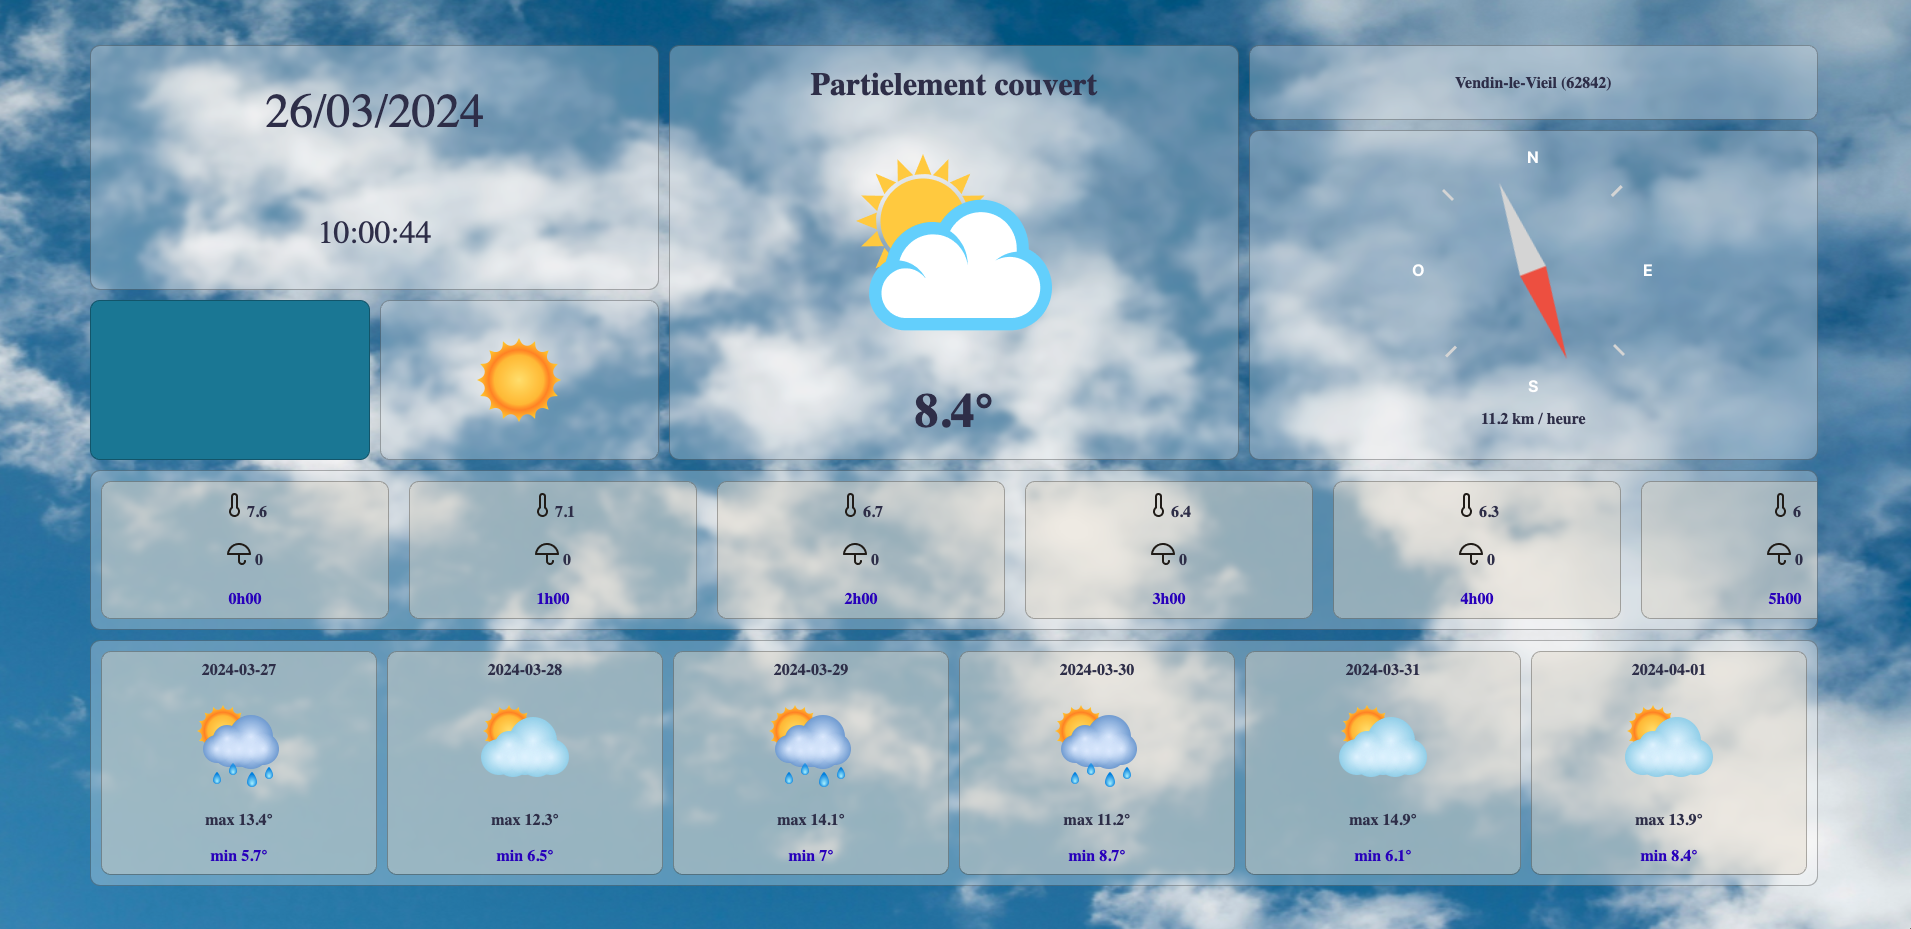 26/03/2024
10:00:44
Partielement couvert
8.4°
Vendin-le-Vieil (62842)
N
O
E
S
11.2 km / heure
7.6
0
0h00
7.1
0
1h00
6.7
0
2h00
6.4
0
3h00
6.3
0
4h00
6
0
5h00
2024-03-27
max 13.4°
min 5.7°
2024-03-28
max 12.3°
min 6.5°
2024-03-29
max 14.1°
min 7°
2024-03-30
max 11.2°
min 8.7°
2024-03-31
max 14.9°
min 6.1°
2024-04-01
max 13.9°
min 8.4°